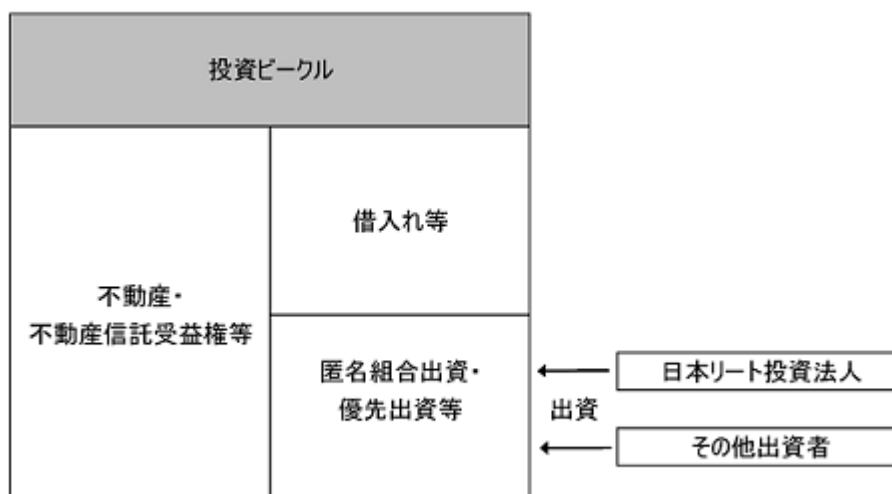 投資ビークル
借入れ等
不動産・
不動産信託受益権等
匿名組合出資・
優先出資等
出資
日本リート投資法人
その他出資者